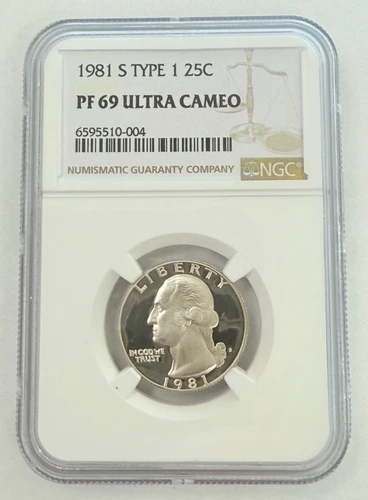 1981 S TYPE 1 25C
PF 69 ULTRA CAMEO
6595510-004
NUMISMATIC GUARANTY COMPANY
NGC
LIBERTY
IN GOD WE
TRUST
S
1981